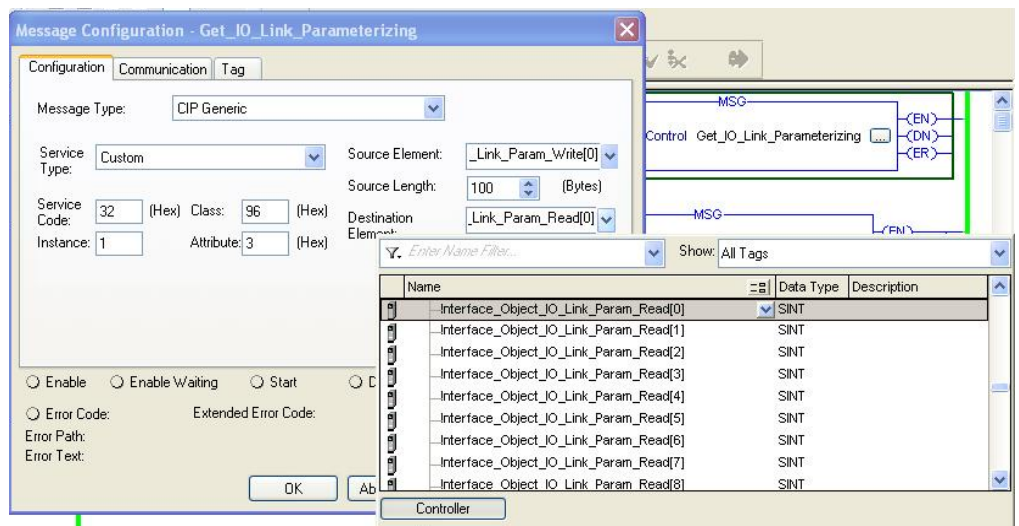 Message Configuration - Get_IO_Link_Parameterizing
Configuration Communication Tag
Message Type: CIP Generic
Service Type: Custom
Source Element: _Link_Param_Write[0]
Source Length: 100 (Bytes)
Service Code: 32 (Hex) Class: 96 (Hex)
Destination Element: _Link_Param_Read[0]
Instance: 1 Attribute: 3 (Hex)
Enable Enable Waiting Start
Error Code: Extended Error Code:
Error Path:
Error Text:
OK
MSG
Control Get_IO_Link_Parameterizing ...
(EN)
(DN)
(ER)
MSG
(EN)
Enter Name Filter... Show: All Tags
Name Data Type Description
Interface_Object_IO_Link_Param_Read[0] SINT
Interface_Object_IO_Link_Param_Read[1] SINT
Interface_Object_IO_Link_Param_Read[2] SINT
Interface_Object_IO_Link_Param_Read[3] SINT
Interface_Object_IO_Link_Param_Read[4] SINT
Interface_Object_IO_Link_Param_Read[5] SINT
Interface_Object_IO_Link_Param_Read[6] SINT
Interface_Object_IO_Link_Param_Read[7] SINT
Interface_Object_IO_Link_Param_Read[8] SINT
Controller